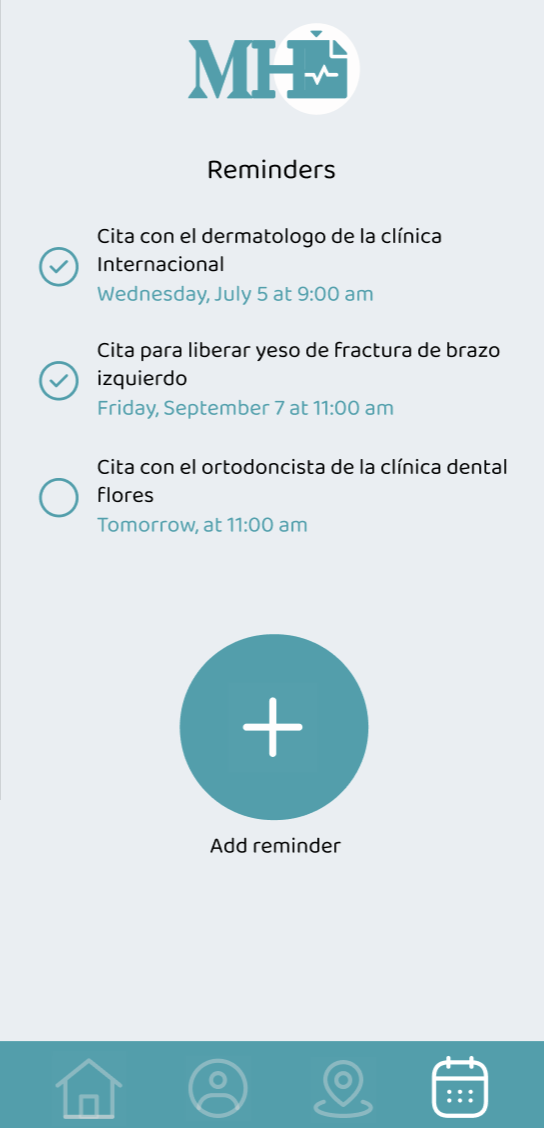 MH
Reminders
Cita con el dermatologo de la clínica
Internacional
Wednesday, July 5 at 9:00 am
Cita para liberar yeso de fractura de brazo
izquierdo
Friday, September 7 at 11:00 am
Cita con el ortodoncista de la clínica dental
flores
Tomorrow, at 11:00 am
Add reminder